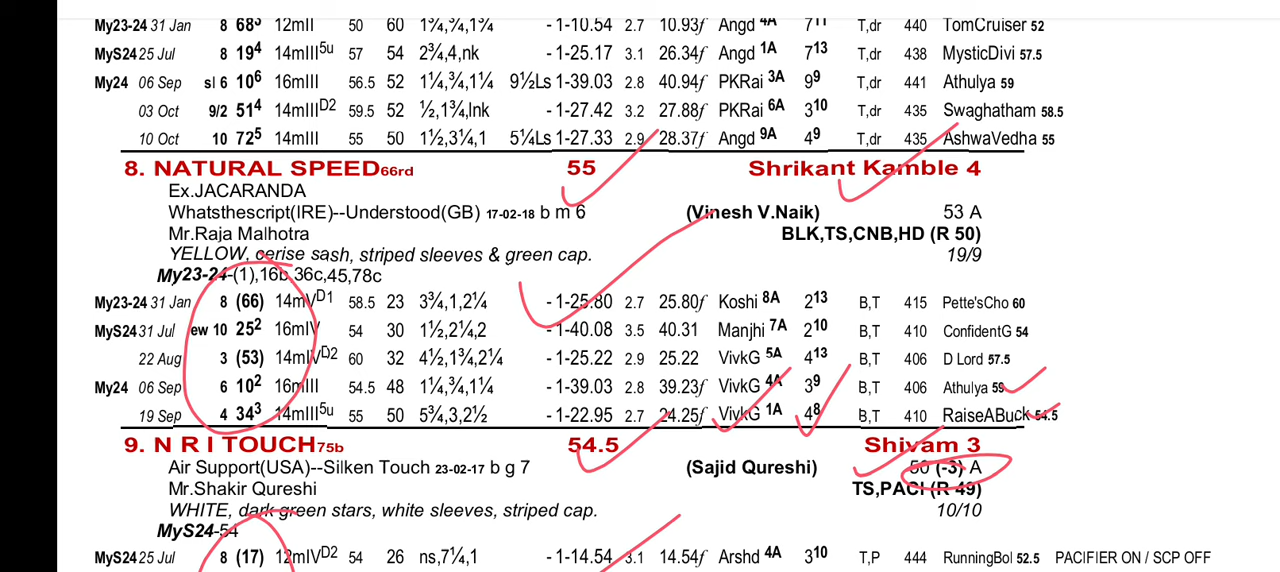 My23-24 31 Jan 8 68³ 12mII 50 60 1¾,¾,1¼ - 1-10.54 2.7 10.93f Angd 4A 7¹¹ T,dr 440 TomCruiser 52
MyS24 25 Jul 8 19⁴ 14mIII5u 57 54 2¾,4,nk - 1-25.17 3.1 26.34f Angd 1A 7¹³ T,dr 438 MysticDivi 57.5
My24 06 Sep sl 6 10⁶ 16mIII 56.5 52 1¼,¾,1¼ 9½Ls 1-39.03 2.8 40.94f PKRai 3A 9⁹ T,dr 441 Athulya 59
03 Oct 9/2 51⁴ 14mIIID2 59.5 52 ½,1¾,lnk - 1-27.42 3.2 27.88f PKRai 6A 3¹⁰ T,dr 435 Swaghatham 58.5
10 Oct 10 72⁵ 14mIII 55 50 1½,3¼,1 5¼Ls 1-27.33 2.9 28.37f Angd 9A 4⁹ T,dr 435 AshwaVedha 55
8. NATURAL SPEED66rd 55 Shrikant Kamble 4
Ex.JACARANDA
Whatsthescript(IRE)--Understood(GB) 17-02-18 b m 6 (Vinesh V.Naik) 53 A
Mr.Raja Malhotra BLK,TS,CNB,HD (R 50)
YELLOW, cerise sash, striped sleeves & green cap. 19/9
My23-24-(1),16b,36c,45,78c
My23-24 31 Jan 8 (66) 14mVD1 58.5 23 3¾,1,2¼ - 1-25.80 2.7 25.80f Koshi 8A 2¹³ B,T 415 Pette'sCho 60
MyS24 31 Jul ew 10 25² 16mIV 54 30 1½,2¼,2 - 1-40.08 3.5 40.31 Manjhi 7A 2¹⁰ B,T 410 ConfidentG 54
22 Aug 3 (53) 14mIVD2 60 32 4½,1¾,2¼ - 1-25.22 2.9 25.22 VivkG 5A 4¹³ B,T 406 D Lord 57.5
My24 06 Sep 6 10² 16mIII 54.5 48 1¼,¾,1¼ - 1-39.03 2.8 39.23f VivkG 4A 3⁹ B,T 406 Athulya 59
19 Sep 4 34³ 14mIII5u 55 50 5¾,3,2½ - 1-22.95 2.7 24.25f VivkG 1A 4⁸ B,T 410 RaiseABuck 54.5
9. N R I TOUCH75b 54.5 Shivam 3
Air Support(USA)--Silken Touch 23-02-17 b g 7 (Sajid Qureshi) 50 (-3) A
Mr.Shakir Qureshi TS,PACI (R 49)
WHITE, dark green stars, white sleeves, striped cap. 10/10
MyS24-54
MyS24 25 Jul 8 (17) 12mIVD2 54 26 ns,7¼,1 - 1-14.54 3.1 14.54f Arshd 4A 3¹⁰ T,P 444 RunningBol 52.5 PACIFIER ON / SCP OFF